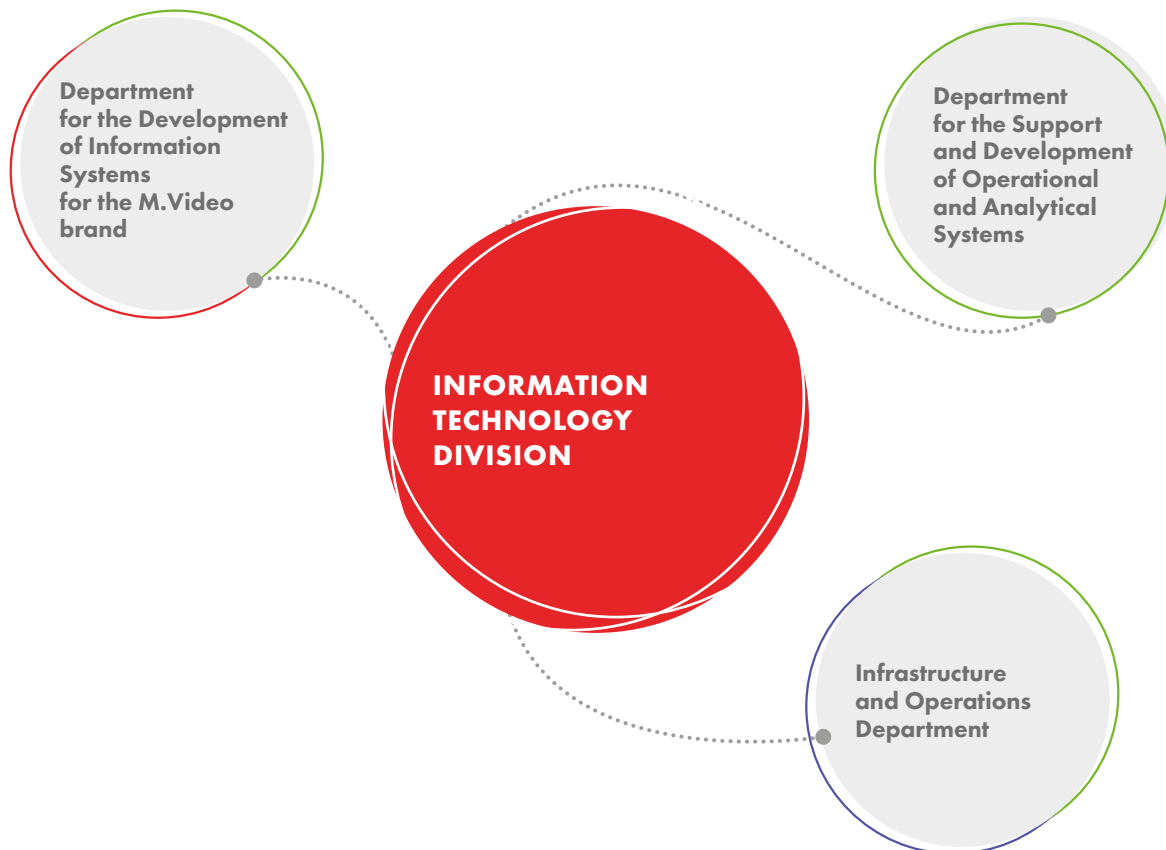 Department
for the Development
of Information
Systems
for the M.Video
brand
Department
for the Support
and Development
of Operational
and Analytical
Systems
INFORMATION
TECHNOLOGY
DIVISION
Infrastructure
and Operations
Department